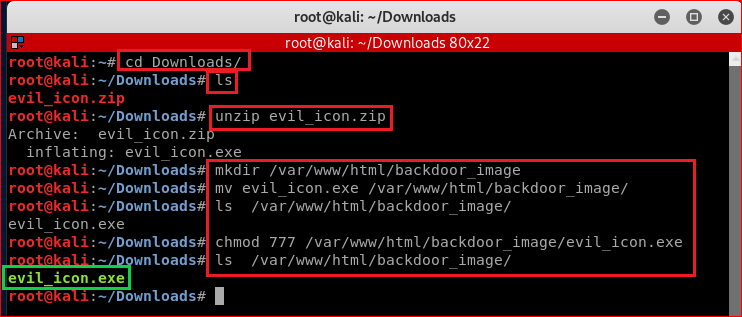 root@kali: ~/Downloads
root@kali: ~/Downloads 80x22
root@kali:~# cd Downloads/
root@kali:~/Downloads# ls
evil_icon.zip
root@kali:~/Downloads# unzip evil_icon.zip
Archive:  evil_icon.zip
  inflating: evil_icon.exe
root@kali:~/Downloads# mkdir /var/www/html/backdoor_image
root@kali:~/Downloads# mv evil_icon.exe /var/www/html/backdoor_image/
root@kali:~/Downloads# ls  /var/www/html/backdoor_image/
evil_icon.exe
root@kali:~/Downloads# chmod 777 /var/www/html/backdoor_image/evil_icon.exe
root@kali:~/Downloads# ls  /var/www/html/backdoor_image/
evil_icon.exe
root@kali:~/Downloads#